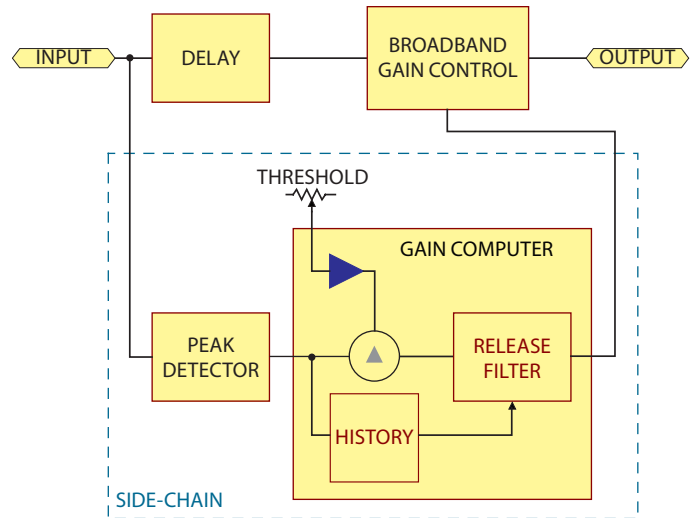 INPUT
DELAY
BROADBAND
GAIN CONTROL
OUTPUT
THRESHOLD
GAIN COMPUTER
PEAK
DETECTOR
RELEASE
FILTER
HISTORY
SIDE-CHAIN